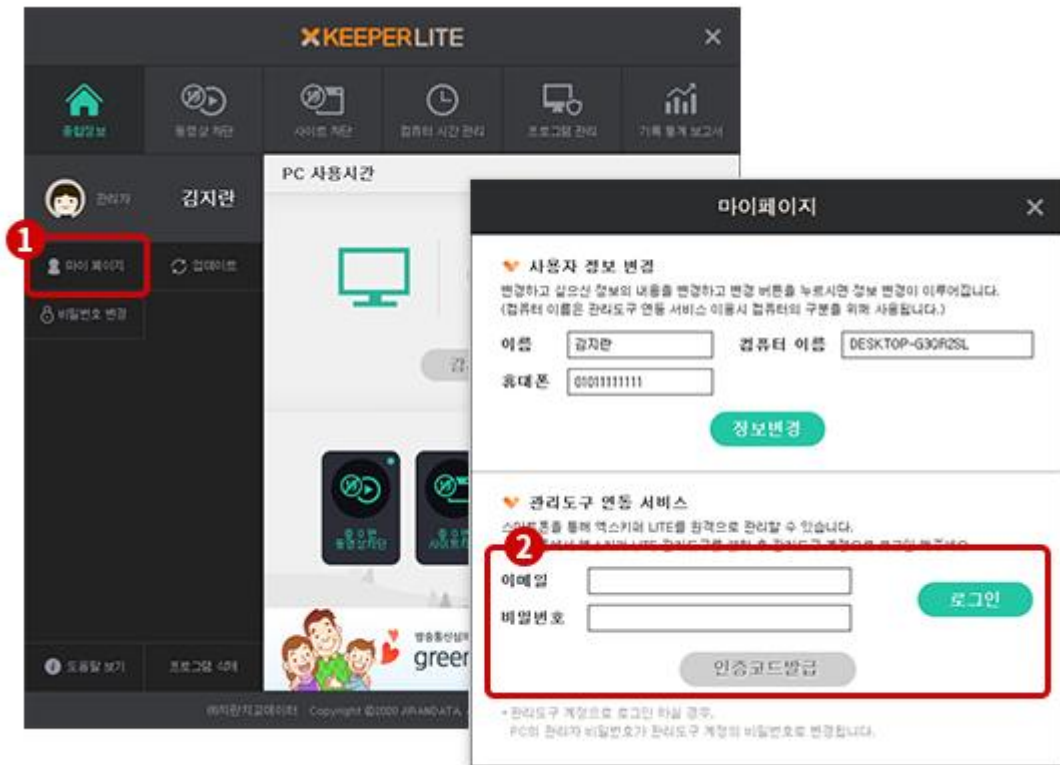 XKEEPERLITE
종합정보
동영상 차단
사이트 차단
컴퓨터 시간 관리
프로그램 관리
기록 통계 보고서
관리자
김지란
1
마이 페이지
업데이트
비밀번호 변경
PC 사용시간
마이페이지
사용자 정보 변경
변경하고 싶으신 정보의 내용을 변경하고 변경 버튼을 누르시면 정보 변경이 이루어집니다.
(컴퓨터 이름은 관리도구 연동 서비스 이용시 컴퓨터의 구분을 위해 사용됩니다.)
이름
김지란
컴퓨터 이름
휴대폰
01011111111
정보변경
관리도구 연동 서비스
스마트폰을 통해 엑스키퍼 LITE를 원격으로 관리할 수 있습니다.
2
이메일
비밀번호
로그인
인증코드발급
• 관리도구 계정으로 로그인 하실 경우,
PC의 관리자 비밀번호가 관리도구 계정의 비밀번호로 변경됩니다.
동영상차단
green
도움말 보기
프로그램 삭제
Copyright @2020 JIRANDATA.